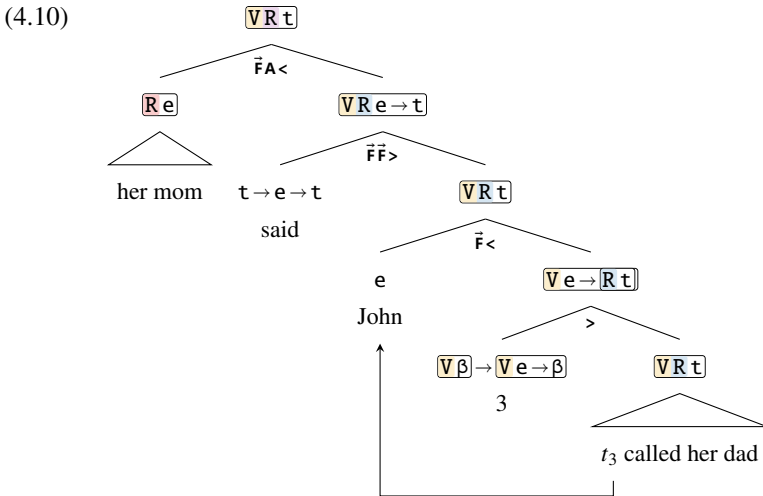 (4.10)
V R t
F⃗A<
R e
V R e → t
her mom
F⃗F⃗>
t → e → t
said
V R t
F⃗<
e
John
V e → R t
>
V β → V e → β
3
V R t
t₃ called her dad